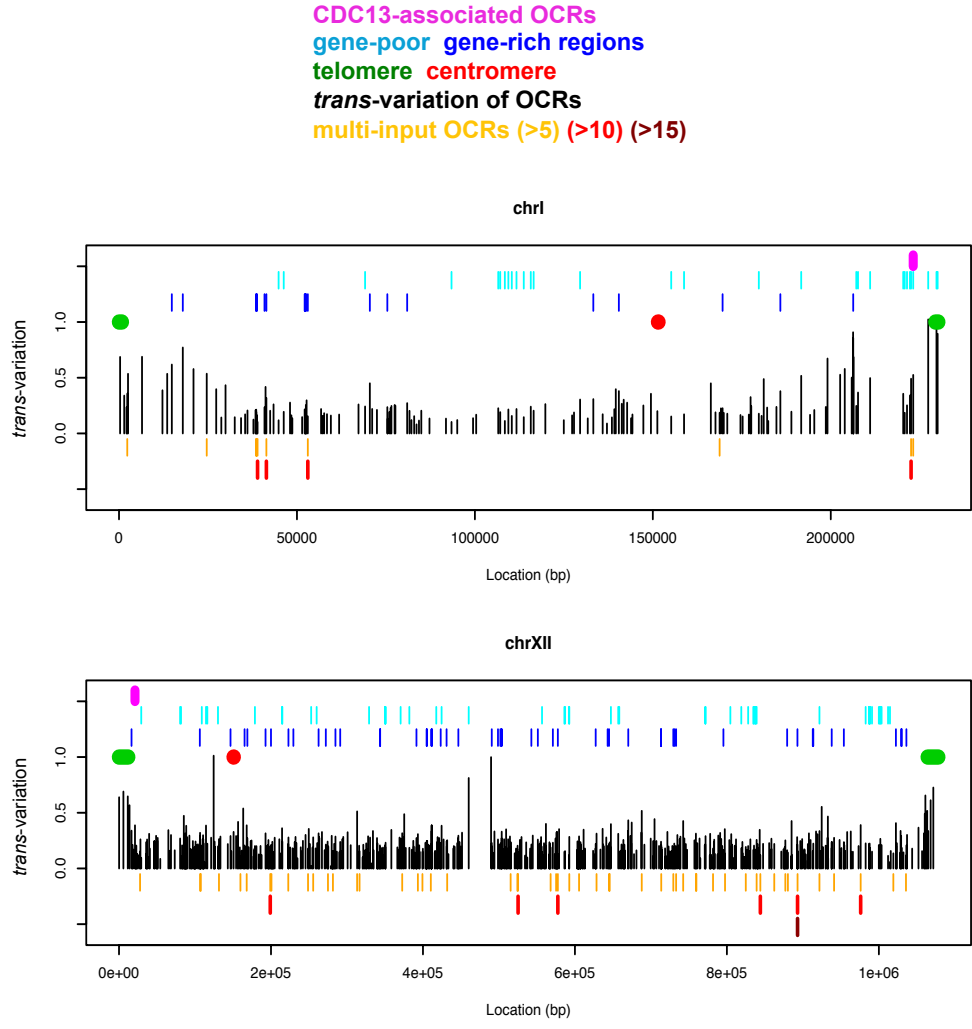 CDC13-associated OCRs
gene-poor gene-rich regions
telomere centromere
trans-variation of OCRs
multi-input OCRs (>5) (>10) (>15)
chrI
trans-variation
1.0
0.5
0.0
0 50000 100000 150000 200000
Location (bp)
chrXII
trans-variation
1.0
0.5
0.0
0e+00 2e+05 4e+05 6e+05 8e+05 1e+06
Location (bp)